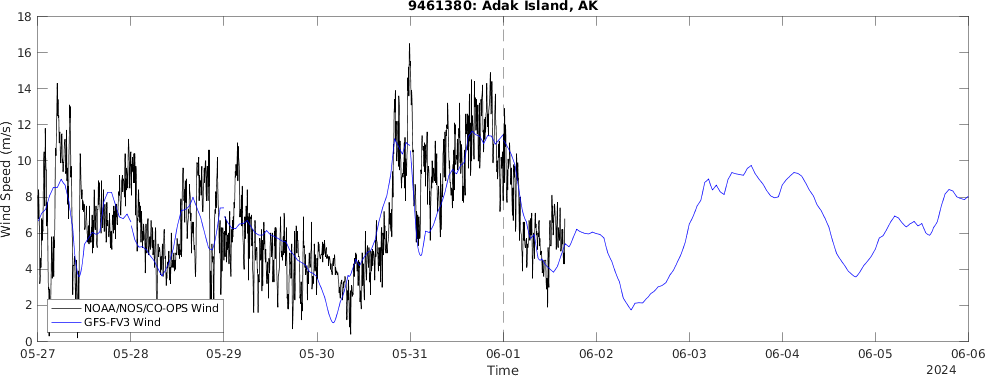 9461380: Adak Island, AK
Wind Speed (m/s)
18
16
14
12
10
8
6
4
2
0
NOAA/NOS/CO-OPS Wind
GFS-FV3 Wind
05-27 05-28 05-29 05-30 05-31 06-01 06-02 06-03 06-04 06-05 06-06
Time
2024